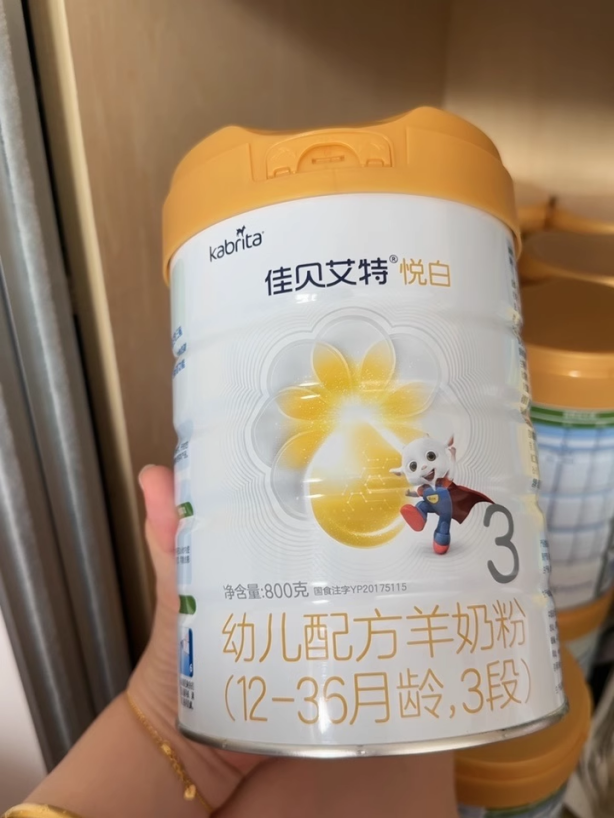 kabrita
佳贝艾特®悦白
3
净含量:800克 国食注字YP20175115
幼儿配方羊奶粉
(12-36月龄,3段)